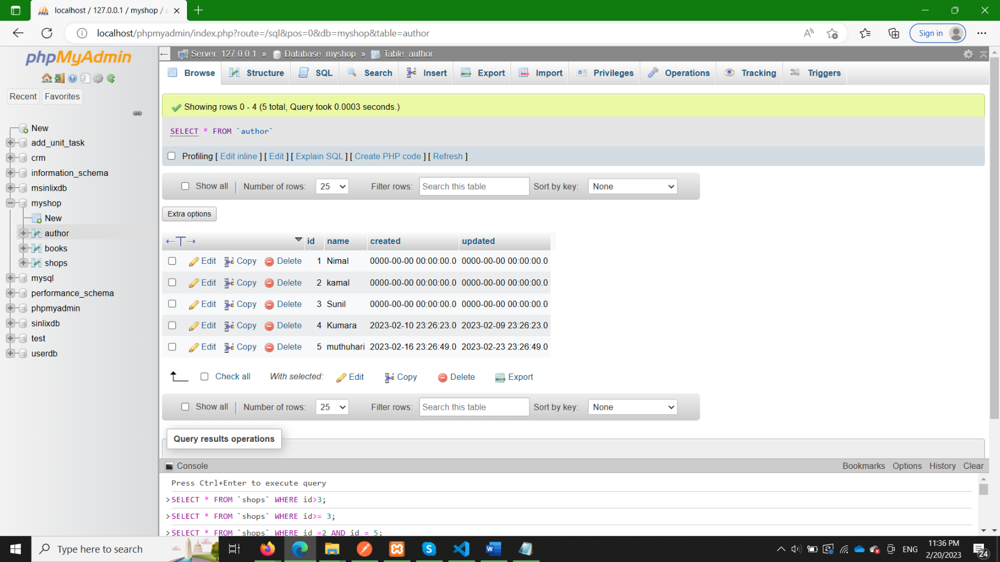 localhost / 127.0.0.1 / myshop / a
localhost/phpmyadmin/index.php?route=/sql&pos=0&db=myshop&table=author
Sign in
phpMyAdmin
Recent
Favorites
New
add_unit_task
crm
information_schema
msinlixdb
myshop
New
author
books
shops
mysql
performance_schema
phpmyadmin
sinlixdb
test
userdb
Server: 127.0.0.1 » Database: myshop » Table: author
Browse Structure SQL Search Insert Export Import Privileges Operations Tracking Triggers
Showing rows 0 - 4 (5 total, Query took 0.0003 seconds.)
SELECT * FROM `author`
Profiling [ Edit inline ] [ Edit ] [ Explain SQL ] [ Create PHP code ] [ Refresh ]
Show all | Number of rows: 25 Filter rows: Search this table Sort by key: None
Extra options
id name created updated
Edit Copy Delete 1 Nimal 0000-00-00 00:00:00.0 0000-00-00 00:00:00.0
Edit Copy Delete 2 kamal 0000-00-00 00:00:00.0 0000-00-00 00:00:00.0
Edit Copy Delete 3 Sunil 0000-00-00 00:00:00.0 0000-00-00 00:00:00.0
Edit Copy Delete 4 Kumara 2023-02-10 23:26:23.0 2023-02-09 23:26:23.0
Edit Copy Delete 5 muthuhari 2023-02-16 23:26:49.0 2023-02-23 23:26:49.0
Check all With selected: Edit Copy Delete Export
Show all | Number of rows: 25 Filter rows: Search this table Sort by key: None
Query results operations
Console Bookmarks Options History Clear
Press Ctrl+Enter to execute query
>SELECT * FROM `shops` WHERE id>3;
>SELECT * FROM `shops` WHERE id>= 3;
>SELECT * FROM `shops` WHERE id =2 AND id = 5;
Type here to search
ENG
11:36 PM
2/20/2023
24